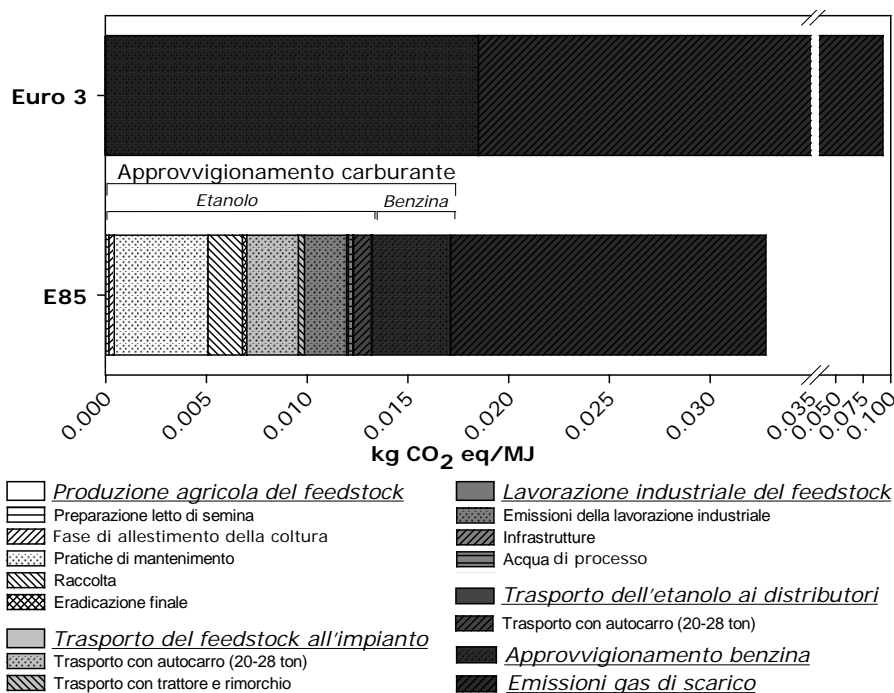 Euro 3
Approvvigionamento carburante
Etanolo Benzina
E85
0.000 0.005 0.010 0.015 0.020 0.025 0.030 0.035 0.050 0.075 0.100
kg CO2 eq/MJ
Produzione agricola del feedstock
Preparazione letto di semina
Fase di allestimento della coltura
Pratiche di mantenimento
Raccolta
Eradicazione finale
Trasporto del feedstock all'impianto
Trasporto con autocarro (20-28 ton)
Trasporto con trattore e rimorchio
Lavorazione industriale del feedstock
Emissioni della lavorazione industriale
Infrastrutture
Acqua di processo
Trasporto dell'etanolo ai distributori
Trasporto con autocarro (20-28 ton)
Approvvigionamento benzina
Emissioni gas di scarico